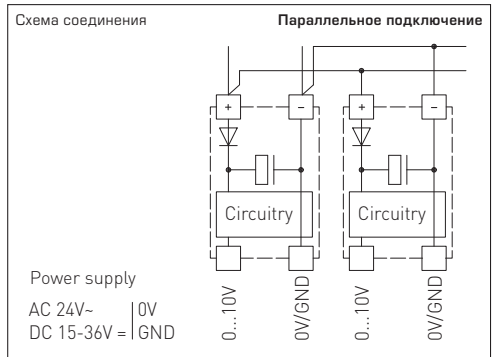 Схема соединения
Параллельное подключение
+ − + −
Circuitry Circuitry
0...10V 0V/GND 0...10V 0V/GND
Power supply
AC 24V~ 0V
DC 15-36V = GND